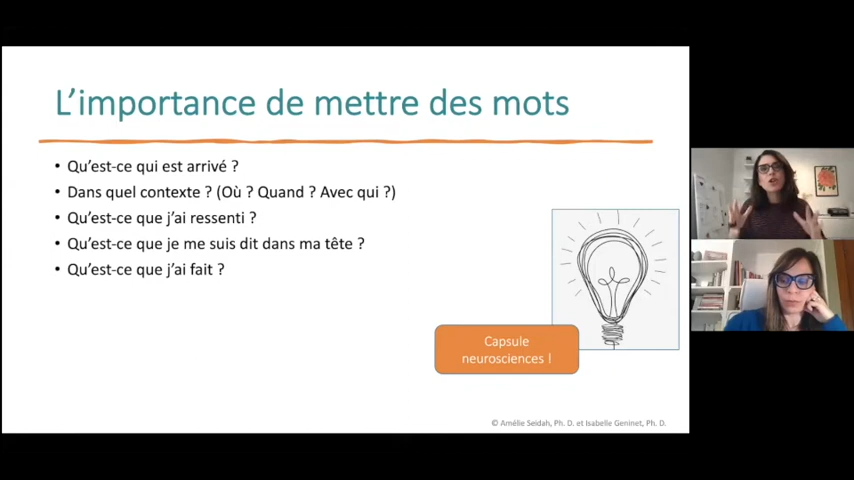 L’importance de mettre des mots
• Qu’est-ce qui est arrivé ?
• Dans quel contexte ? (Où ? Quand ? Avec qui ?)
• Qu’est-ce que j’ai ressenti ?
• Qu’est-ce que je me suis dit dans ma tête ?
• Qu’est-ce que j’ai fait ?
Capsule
neurosciences !
© Amélie Seidah, Ph. D. et Isabelle Geninet, Ph. D.